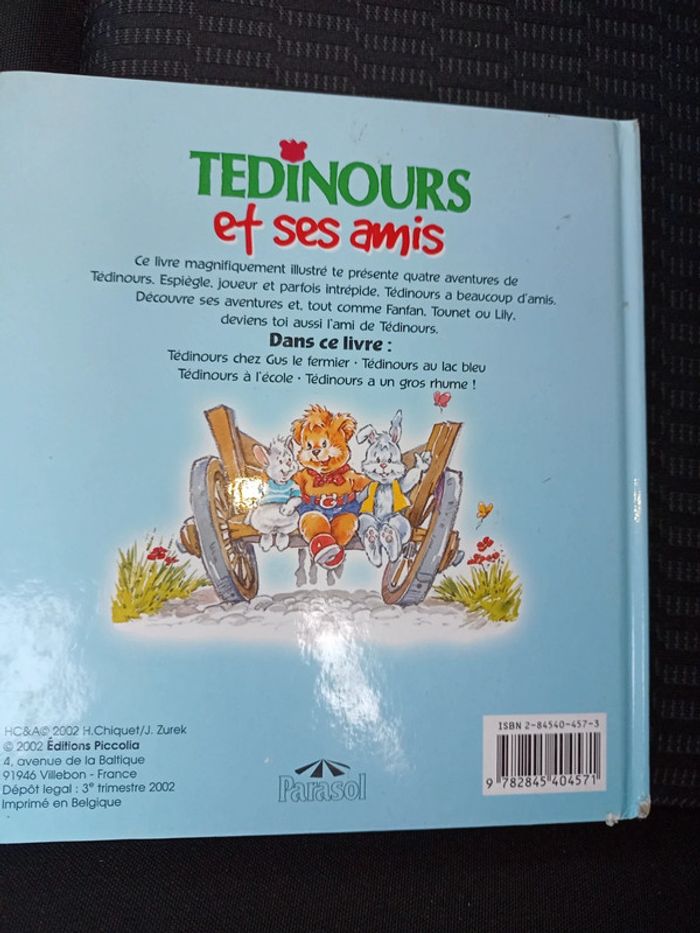 TEDINOURS
et ses amis
Ce livre magnifiquement illustré te présente quatre aventures de
Tédinours. Espiègle, joueur et parfois intrépide, Tédinours a beaucoup d'amis.
Découvre ses aventures et, tout comme Fanfan, Tounet ou Lily,
deviens toi aussi l'ami de Tédinours.
Dans ce livre :
Tédinours chez Gus le fermier • Tédinours au lac bleu
Tédinours à l'école • Tédinours a un gros rhume !
HC&A© 2002 H.Chiquet/J. Zurek
© 2002 Éditions Piccolia
4, avenue de la Baltique
91946 Villebon - France
Dépôt legal : 3e trimestre 2002
Imprimé en Belgique
Parasol
ISBN 2-84540-457-3
9 782845 404571